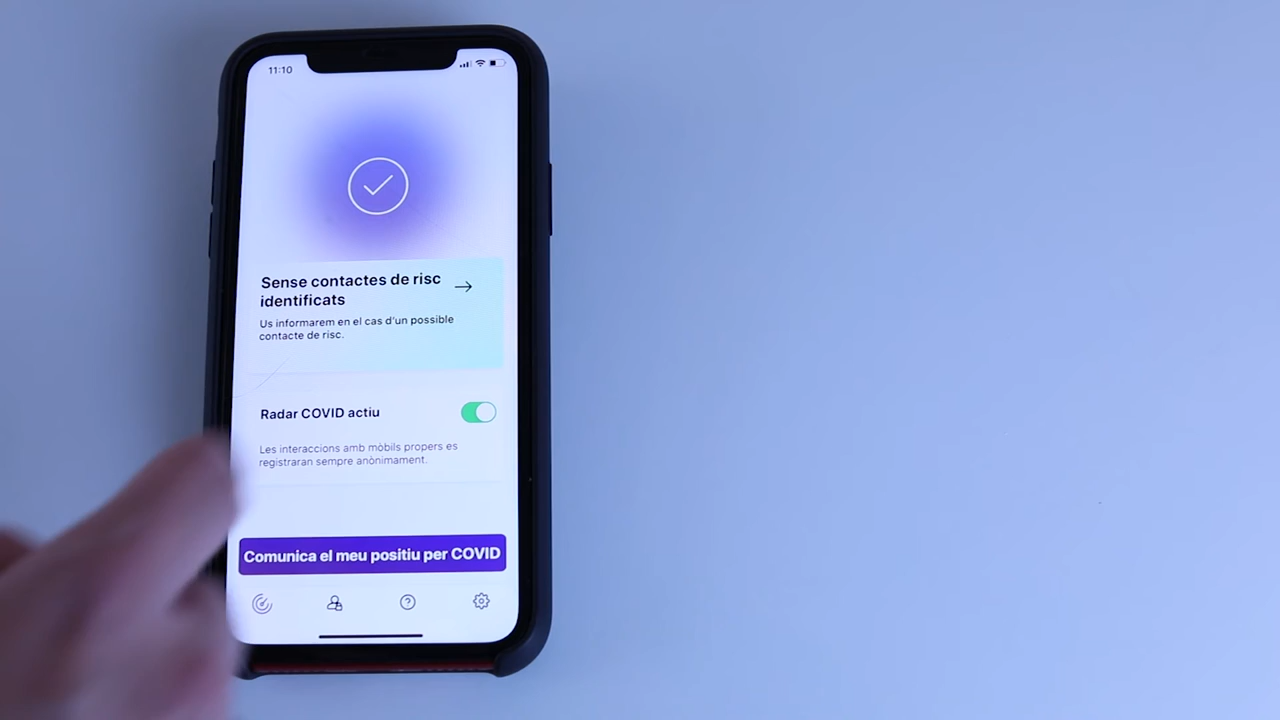 11:10
Sense contactes de risc
identificats
Us informarem en el cas d'un possible
contacte de risc.
Radar COVID actiu
Les interaccions amb mòbils propers es
registraran sempre anònimament.
Comunica el meu positiu per COVID